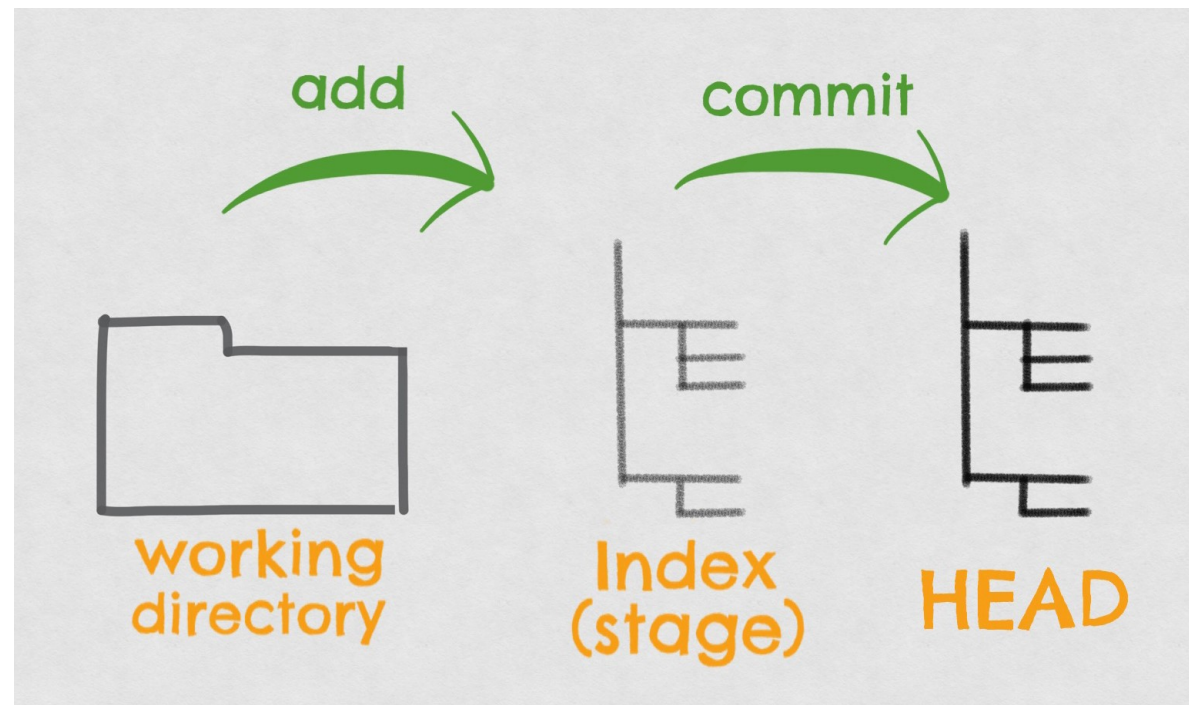 add
commit
working
directory
Index
(stage)
HEAD